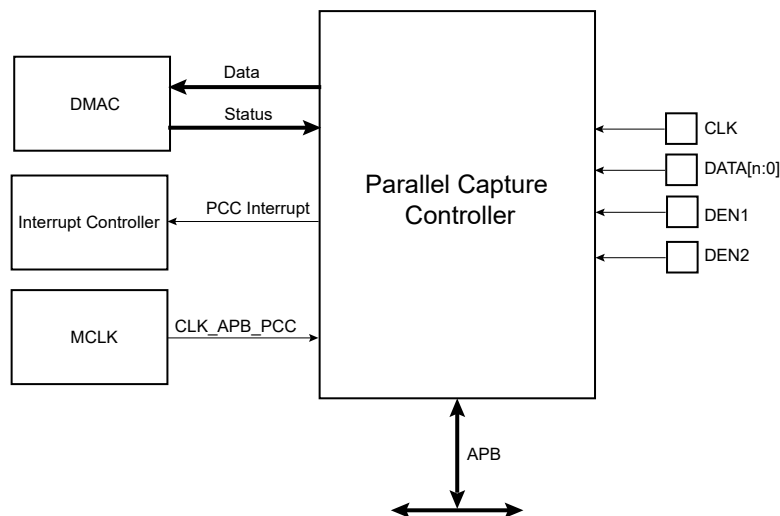 Data
DMAC
Status
CLK
Parallel Capture
Controller
DATA[n:0]
PCC Interrupt
Interrupt Controller
DEN1
DEN2
CLK_APB_PCC
MCLK
APB